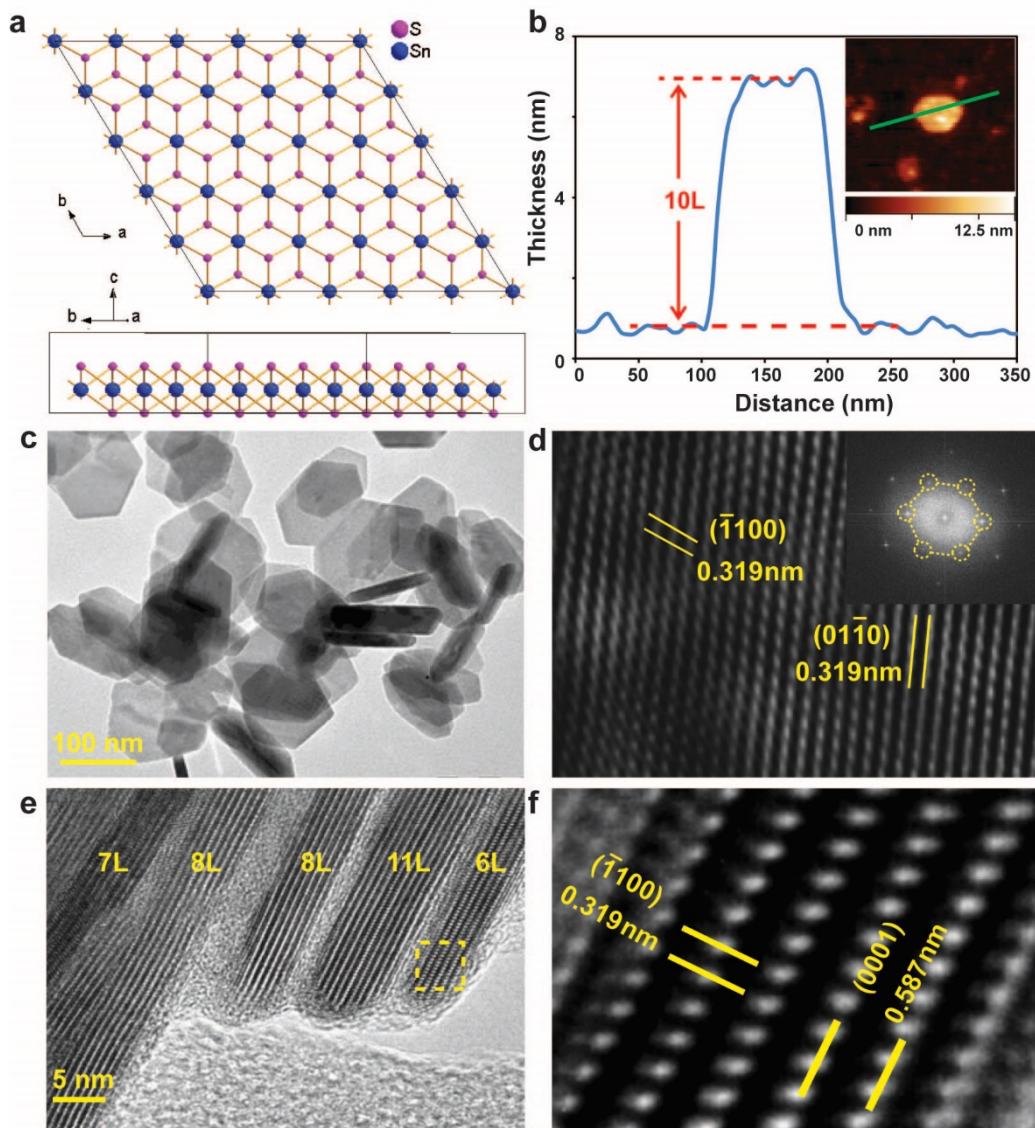 a
S
Sn
b
a
c
b
a
b
8
4
0
Thickness (nm)
10L
0 nm
12.5 nm
0
50
100
150
200
250
300
350
Distance (nm)
c
100 nm
d
(1̄100)
0.319nm
(011̄0)
0.319nm
e
7L
8L
8L
11L
6L
5 nm
f
(1̄100)
0.319nm
(0001)
0.587nm